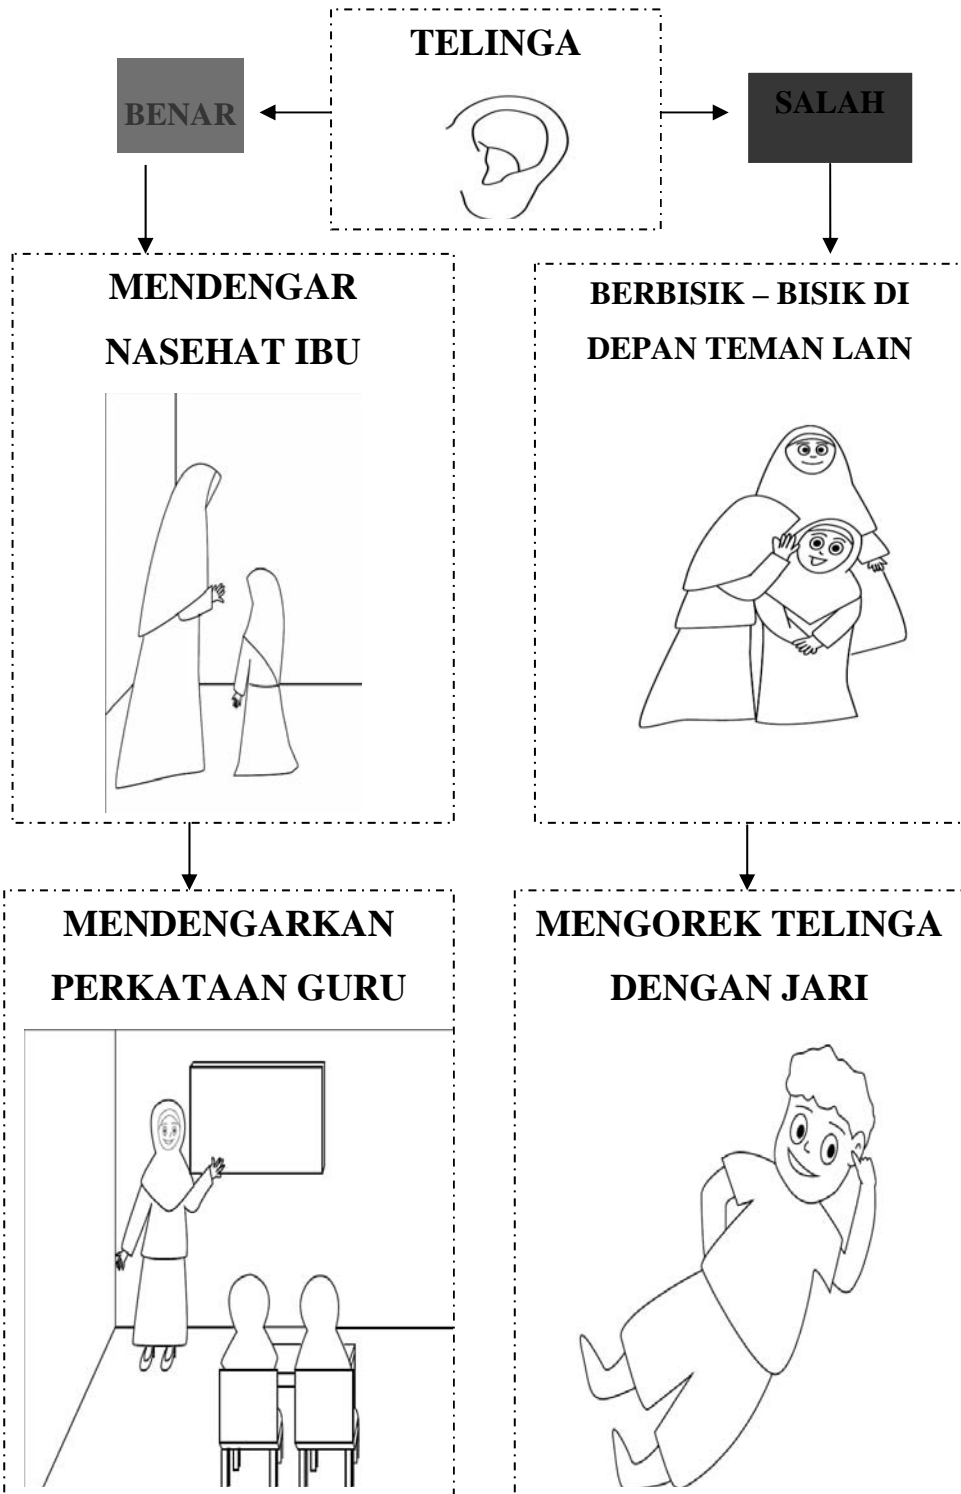 TELINGA
BENAR
SALAH
MENDENGAR
NASEHAT IBU
BERBISIK – BISIK DI
DEPAN TEMAN LAIN
MENDENGARKAN
PERKATAAN GURU
MENGOREK TELINGA
DENGAN JARI